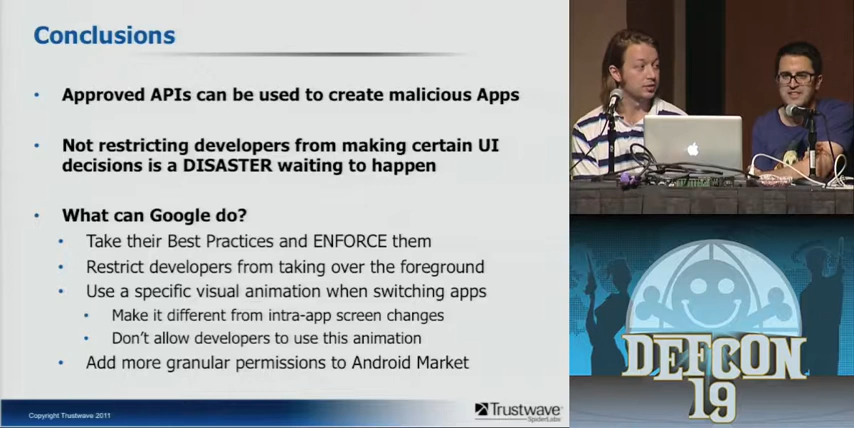 Conclusions
• Approved APIs can be used to create malicious Apps
• Not restricting developers from making certain UI
decisions is a DISASTER waiting to happen
• What can Google do?
• Take their Best Practices and ENFORCE them
• Restrict developers from taking over the foreground
• Use a specific visual animation when switching apps
• Make it different from intra-app screen changes
• Don't allow developers to use this animation
• Add more granular permissions to Android Market
Copyright Trustwave 2011
Trustwave®
SpiderLabs
DEFCON
19